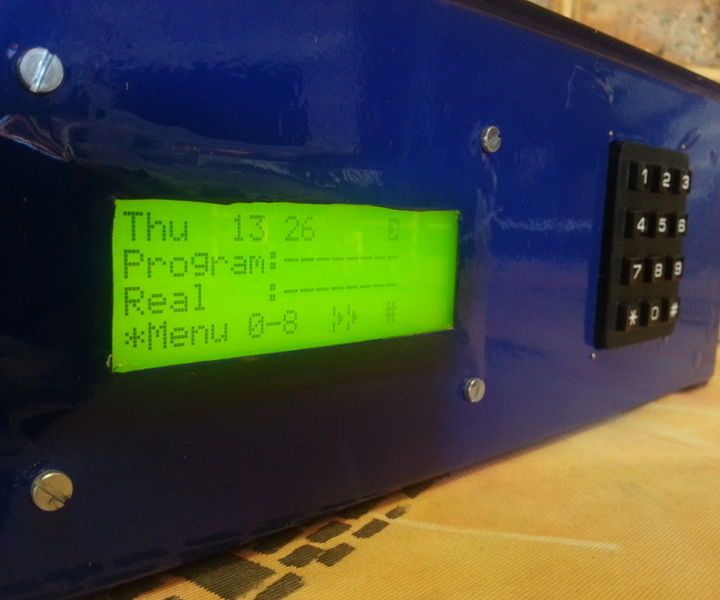 Thu 13 26
Program:--------
Real :--------
*Menu 0-8 #
1 2 3
4 5 6
7 8 9
* 0 #